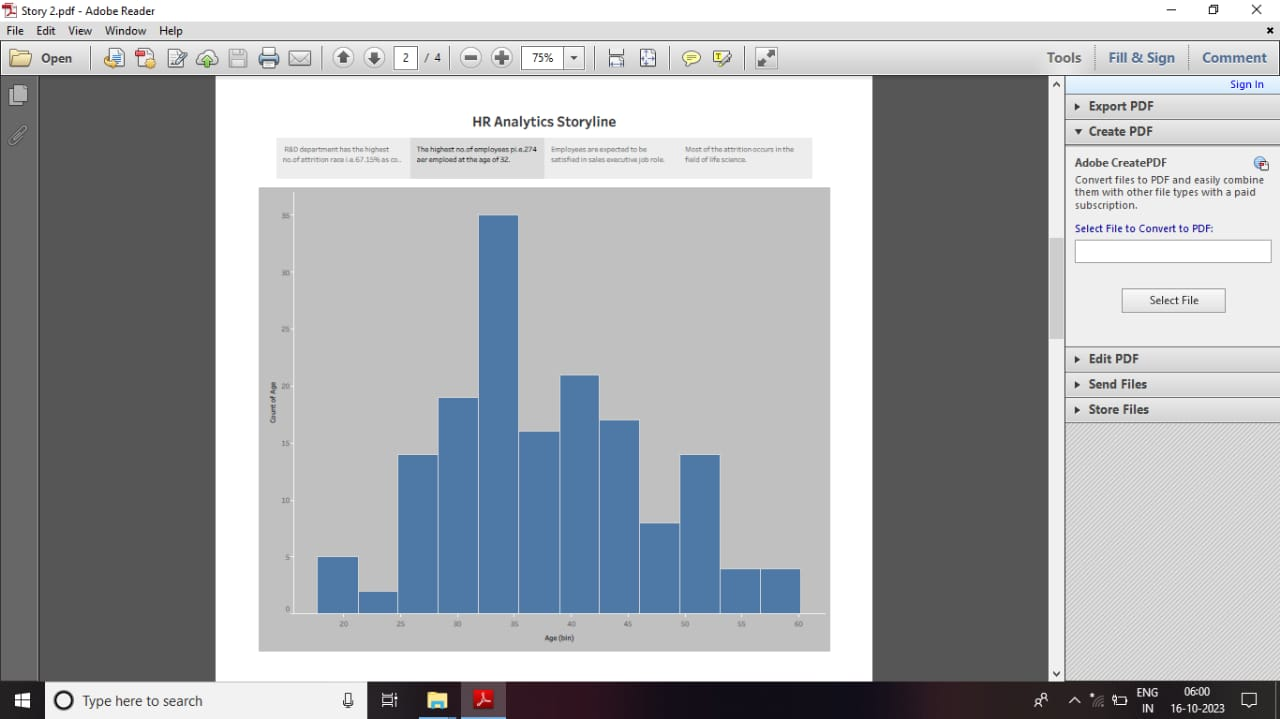 Story 2.pdf - Adobe Reader
File Edit View Window Help
Open
2 / 4
75%
Tools Fill & Sign Comment
Sign In
Export PDF
Create PDF
Adobe CreatePDF
Convert files to PDF and easily combine
them with other file types with a paid
subscription.
Select File to Convert to PDF:
Select File
Edit PDF
Send Files
Store Files
HR Analytics Storyline
R&D department has the highest
no.of attrition race i.e.67.15% as co..
The highest no.of employees pi.e.274
aer emploed at the age of 32.
Employees are expected to be
satisfied in sales executive job role.
Most of the attrition occurs in the
field of life science.
35
30
25
20
15
10
5
0
Count of Age
20 25 30 35 40 45 50 55 60
Age (bin)
Type here to search
ENG
IN
06:00
16-10-2023